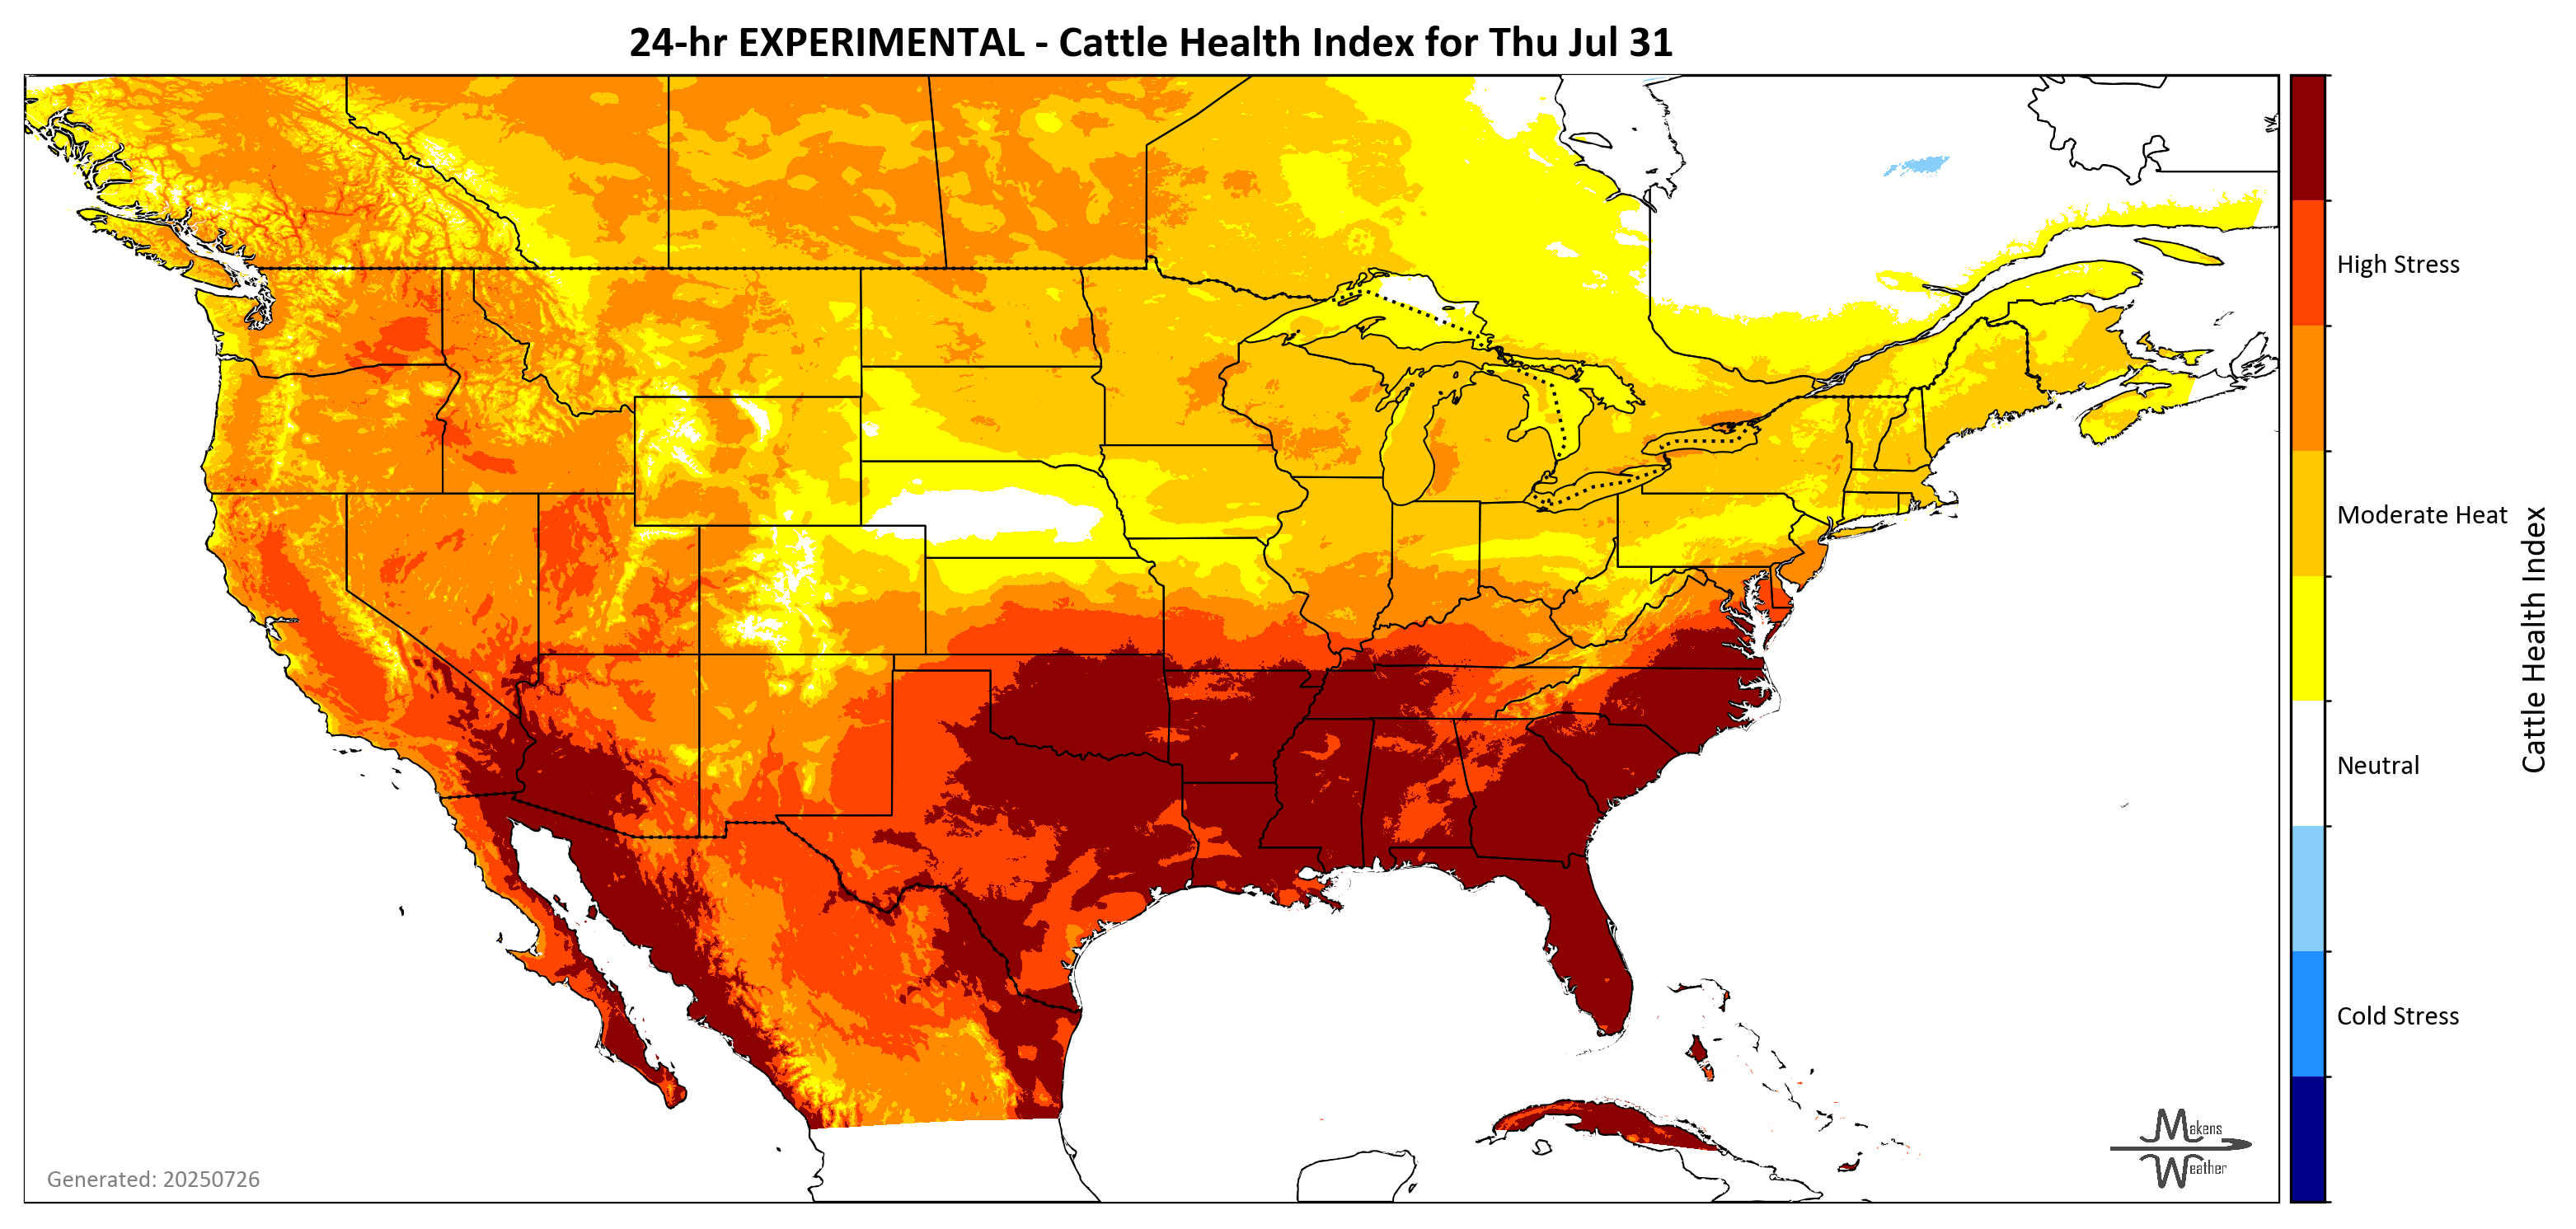 24-hr EXPERIMENTAL - Cattle Health Index for Thu Jul 31
High Stress
Moderate Heat
Neutral
Cold Stress
Cattle Health Index
Makens
Weather
Generated: 20250726